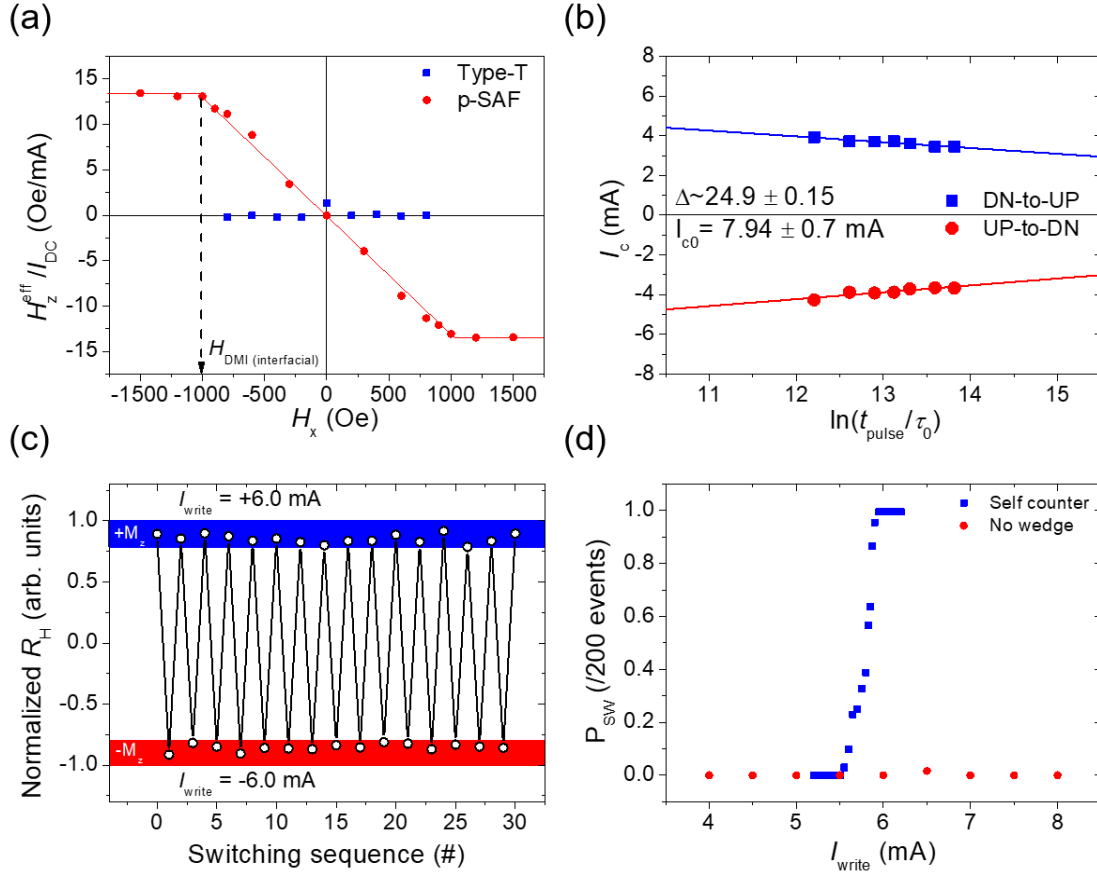 (a)
Type-T
p-SAF
15
10
5
0
-5
-10
-15
H_z^eff/I_DC (Oe/mA)
H_DMI (interfacial)
-1500 -1000 -500 0 500 1000 1500
H_x (Oe)
(b)
8
6
4
2
0
-2
-4
-6
-8
I_c (mA)
Δ~24.9 ± 0.15
I_c0 = 7.94 ± 0.7 mA
DN-to-UP
UP-to-DN
11 12 13 14 15
ln(t_pulse/τ_0)
(c)
I_write = +6.0 mA
+M_z
1.0
0.5
0.0
-0.5
-1.0
Normalized R_H (arb. units)
-M_z
I_write = -6.0 mA
0 5 10 15 20 25 30
Switching sequence (#)
(d)
Self counter
No wedge
1.0
0.8
0.6
0.4
0.2
0.0
P_SW (/200 events)
4 5 6 7 8
I_write (mA)